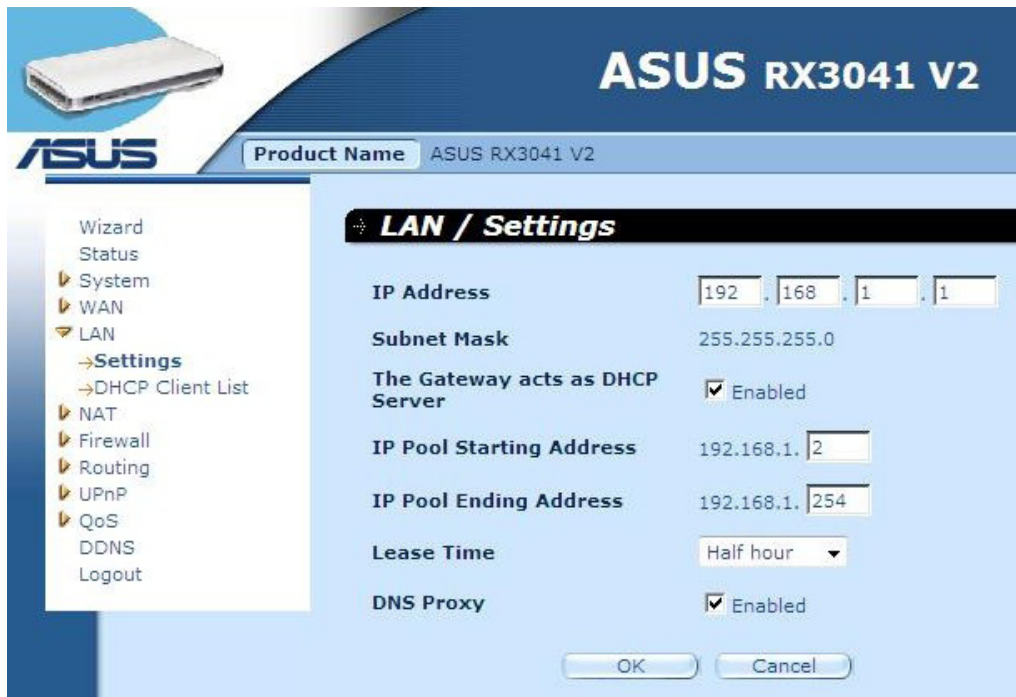 ASUS RX3041 V2
ASUS
Product Name ASUS RX3041 V2
Wizard
Status
System
WAN
LAN
Settings
DHCP Client List
NAT
Firewall
Routing
UPnP
QoS
DDNS
Logout
LAN / Settings
IP Address 192 . 168 . 1 . 1
Subnet Mask 255.255.255.0
The Gateway acts as DHCP
Server Enabled
IP Pool Starting Address 192.168.1. 2
IP Pool Ending Address 192.168.1. 254
Lease Time Half hour
DNS Proxy Enabled
OK Cancel